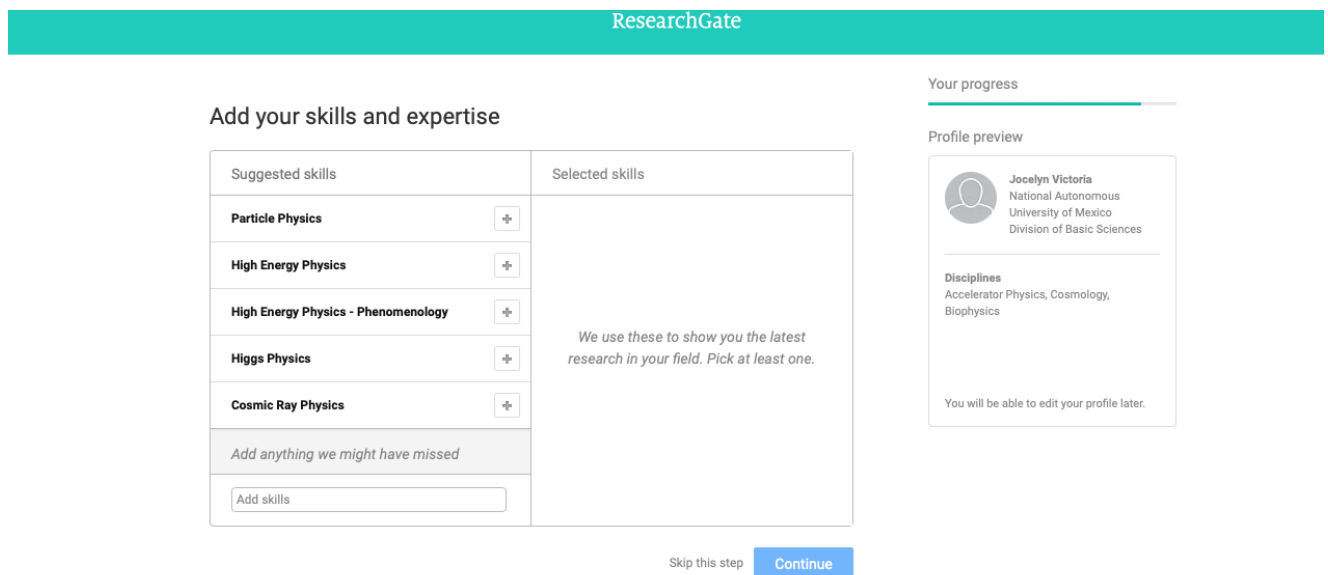 ResearchGate
Add your skills and expertise
Suggested skills
Particle Physics
High Energy Physics
High Energy Physics - Phenomenology
Higgs Physics
Cosmic Ray Physics
Add anything we might have missed
Add skills
Selected skills
We use these to show you the latest
research in your field. Pick at least one.
Skip this step
Continue
Your progress
Profile preview
Jocelyn Victoria
National Autonomous
University of Mexico
Division of Basic Sciences
Disciplines
Accelerator Physics, Cosmology,
Biophysics
You will be able to edit your profile later.